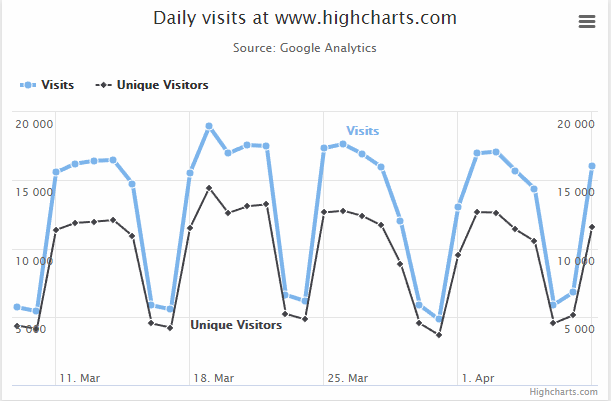 Daily visits at www.highcharts.com
Source: Google Analytics
Visits Unique Visitors
20 000 Visits 20 000
15 000 15 000
10 000 10 000
5 000 Unique Visitors 5 000
11. Mar 18. Mar 25. Mar 1. Apr
Highcharts.com